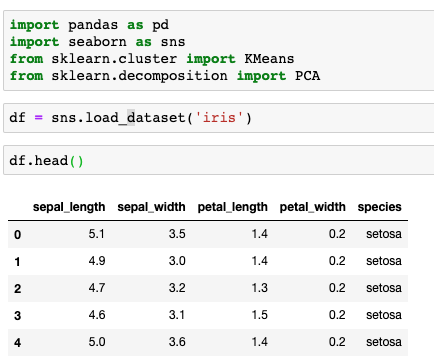 import pandas as pd
import seaborn as sns
from sklearn.cluster import KMeans
from sklearn.decomposition import PCA
df = sns.load_dataset('iris')
df.head()
sepal_length sepal_width petal_length petal_width species
0 5.1 3.5 1.4 0.2 setosa
1 4.9 3.0 1.4 0.2 setosa
2 4.7 3.2 1.3 0.2 setosa
3 4.6 3.1 1.5 0.2 setosa
4 5.0 3.6 1.4 0.2 setosa